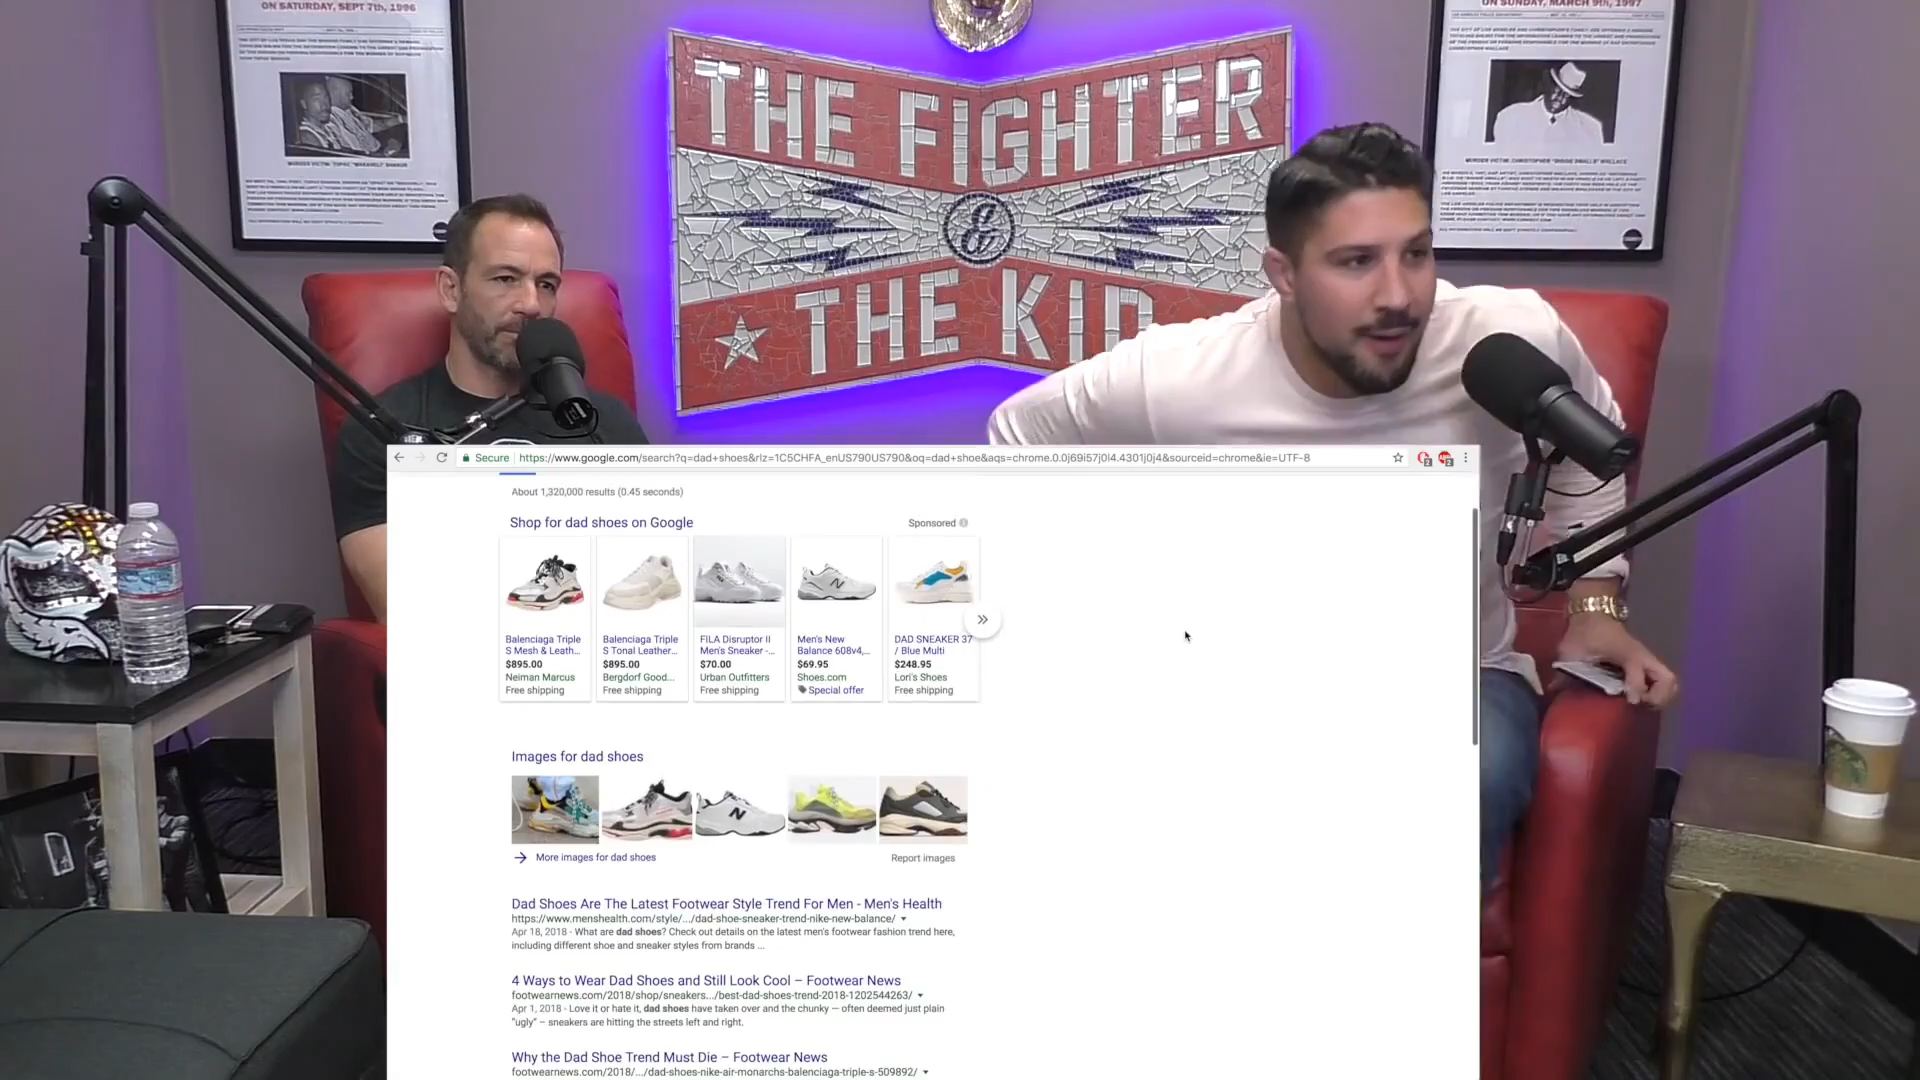 ON SATURDAY, SEPT 7th, 1996
ON SUNDAY, MARCH 9th, 1997
THE FIGHTER
&
THE KID
Secure
https://www.google.com/search?q=dad+shoes&rlz=1C5CHFA_enUS790US790&oq=dad+shoe&aqs=chrome.0.0j69i57j0l4.4301j0j4&sourceid=chrome&ie=UTF-8
About 1,320,000 results (0.45 seconds)
Shop for dad shoes on Google
Sponsored
Balenciaga Triple
S Mesh & Leath...
$895.00
Neiman Marcus
Free shipping
Balenciaga Triple
S Tonal Leather...
$895.00
Bergdorf Good...
Free shipping
FILA Disruptor II
Men's Sneaker -...
$70.00
Urban Outfitters
Free shipping
Men's New
Balance 608v4,...
$69.95
Shoes.com
Special offer
DAD SNEAKER 37
/ Blue Multi
$248.95
Lori's Shoes
Free shipping
Images for dad shoes
More images for dad shoes
Report images
Dad Shoes Are The Latest Footwear Style Trend For Men - Men's Health
https://www.menshealth.com/style/.../dad-shoe-sneaker-trend-nike-new-balance/
Apr 18, 2018 - What are dad shoes? Check out details on the latest men's footwear fashion trend here,
including different shoe and sneaker styles from brands ...
4 Ways to Wear Dad Shoes and Still Look Cool – Footwear News
footwearnews.com/2018/shop/sneakers.../best-dad-shoes-trend-2018-1202544263/
Apr 1, 2018 - Love it or hate it, dad shoes have taken over and the chunky — often deemed just plain
"ugly" – sneakers are hitting the streets left and right.
Why the Dad Shoe Trend Must Die – Footwear News
footwearnews.com/2018/.../dad-shoes-nike-air-monarchs-balenciaga-triple-s-509892/